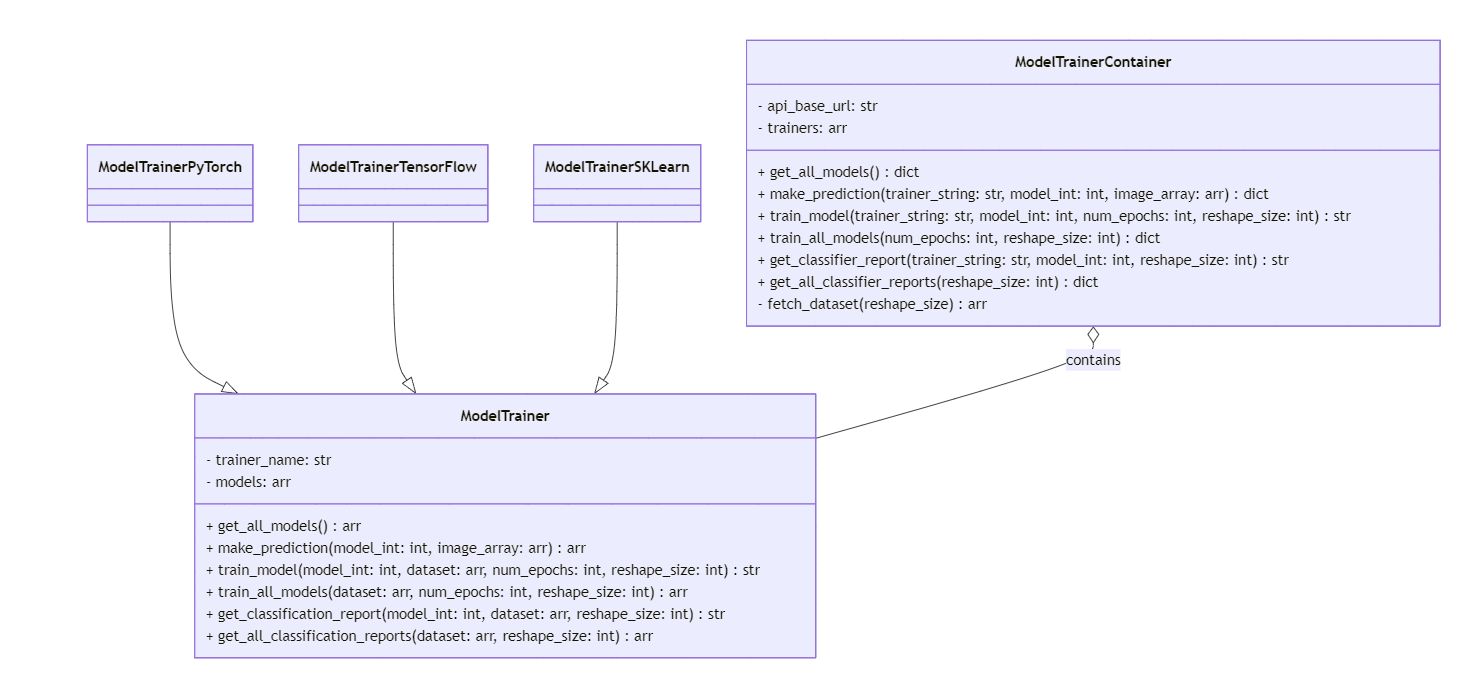 ModelTrainerContainer
- api_base_url: str
- trainers: arr
+ get_all_models() : dict
+ make_prediction(trainer_string: str, model_int: int, image_array: arr) : dict
+ train_model(trainer_string: str, model_int: int, num_epochs: int, reshape_size: int) : str
+ train_all_models(num_epochs: int, reshape_size: int) : dict
+ get_classifier_report(trainer_string: str, model_int: int, reshape_size: int) : str
+ get_all_classifier_reports(reshape_size: int) : dict
- fetch_dataset(reshape_size) : arr
ModelTrainerPyTorch
ModelTrainerTensorFlow
ModelTrainerSKLearn
contains
ModelTrainer
- trainer_name: str
- models: arr
+ get_all_models() : arr
+ make_prediction(model_int: int, image_array: arr) : arr
+ train_model(model_int: int, dataset: arr, num_epochs: int, reshape_size: int) : str
+ train_all_models(dataset: arr, num_epochs: int, reshape_size: int) : arr
+ get_classification_report(model_int: int, dataset: arr, reshape_size: int) : str
+ get_all_classification_reports(dataset: arr, reshape_size: int) : arr